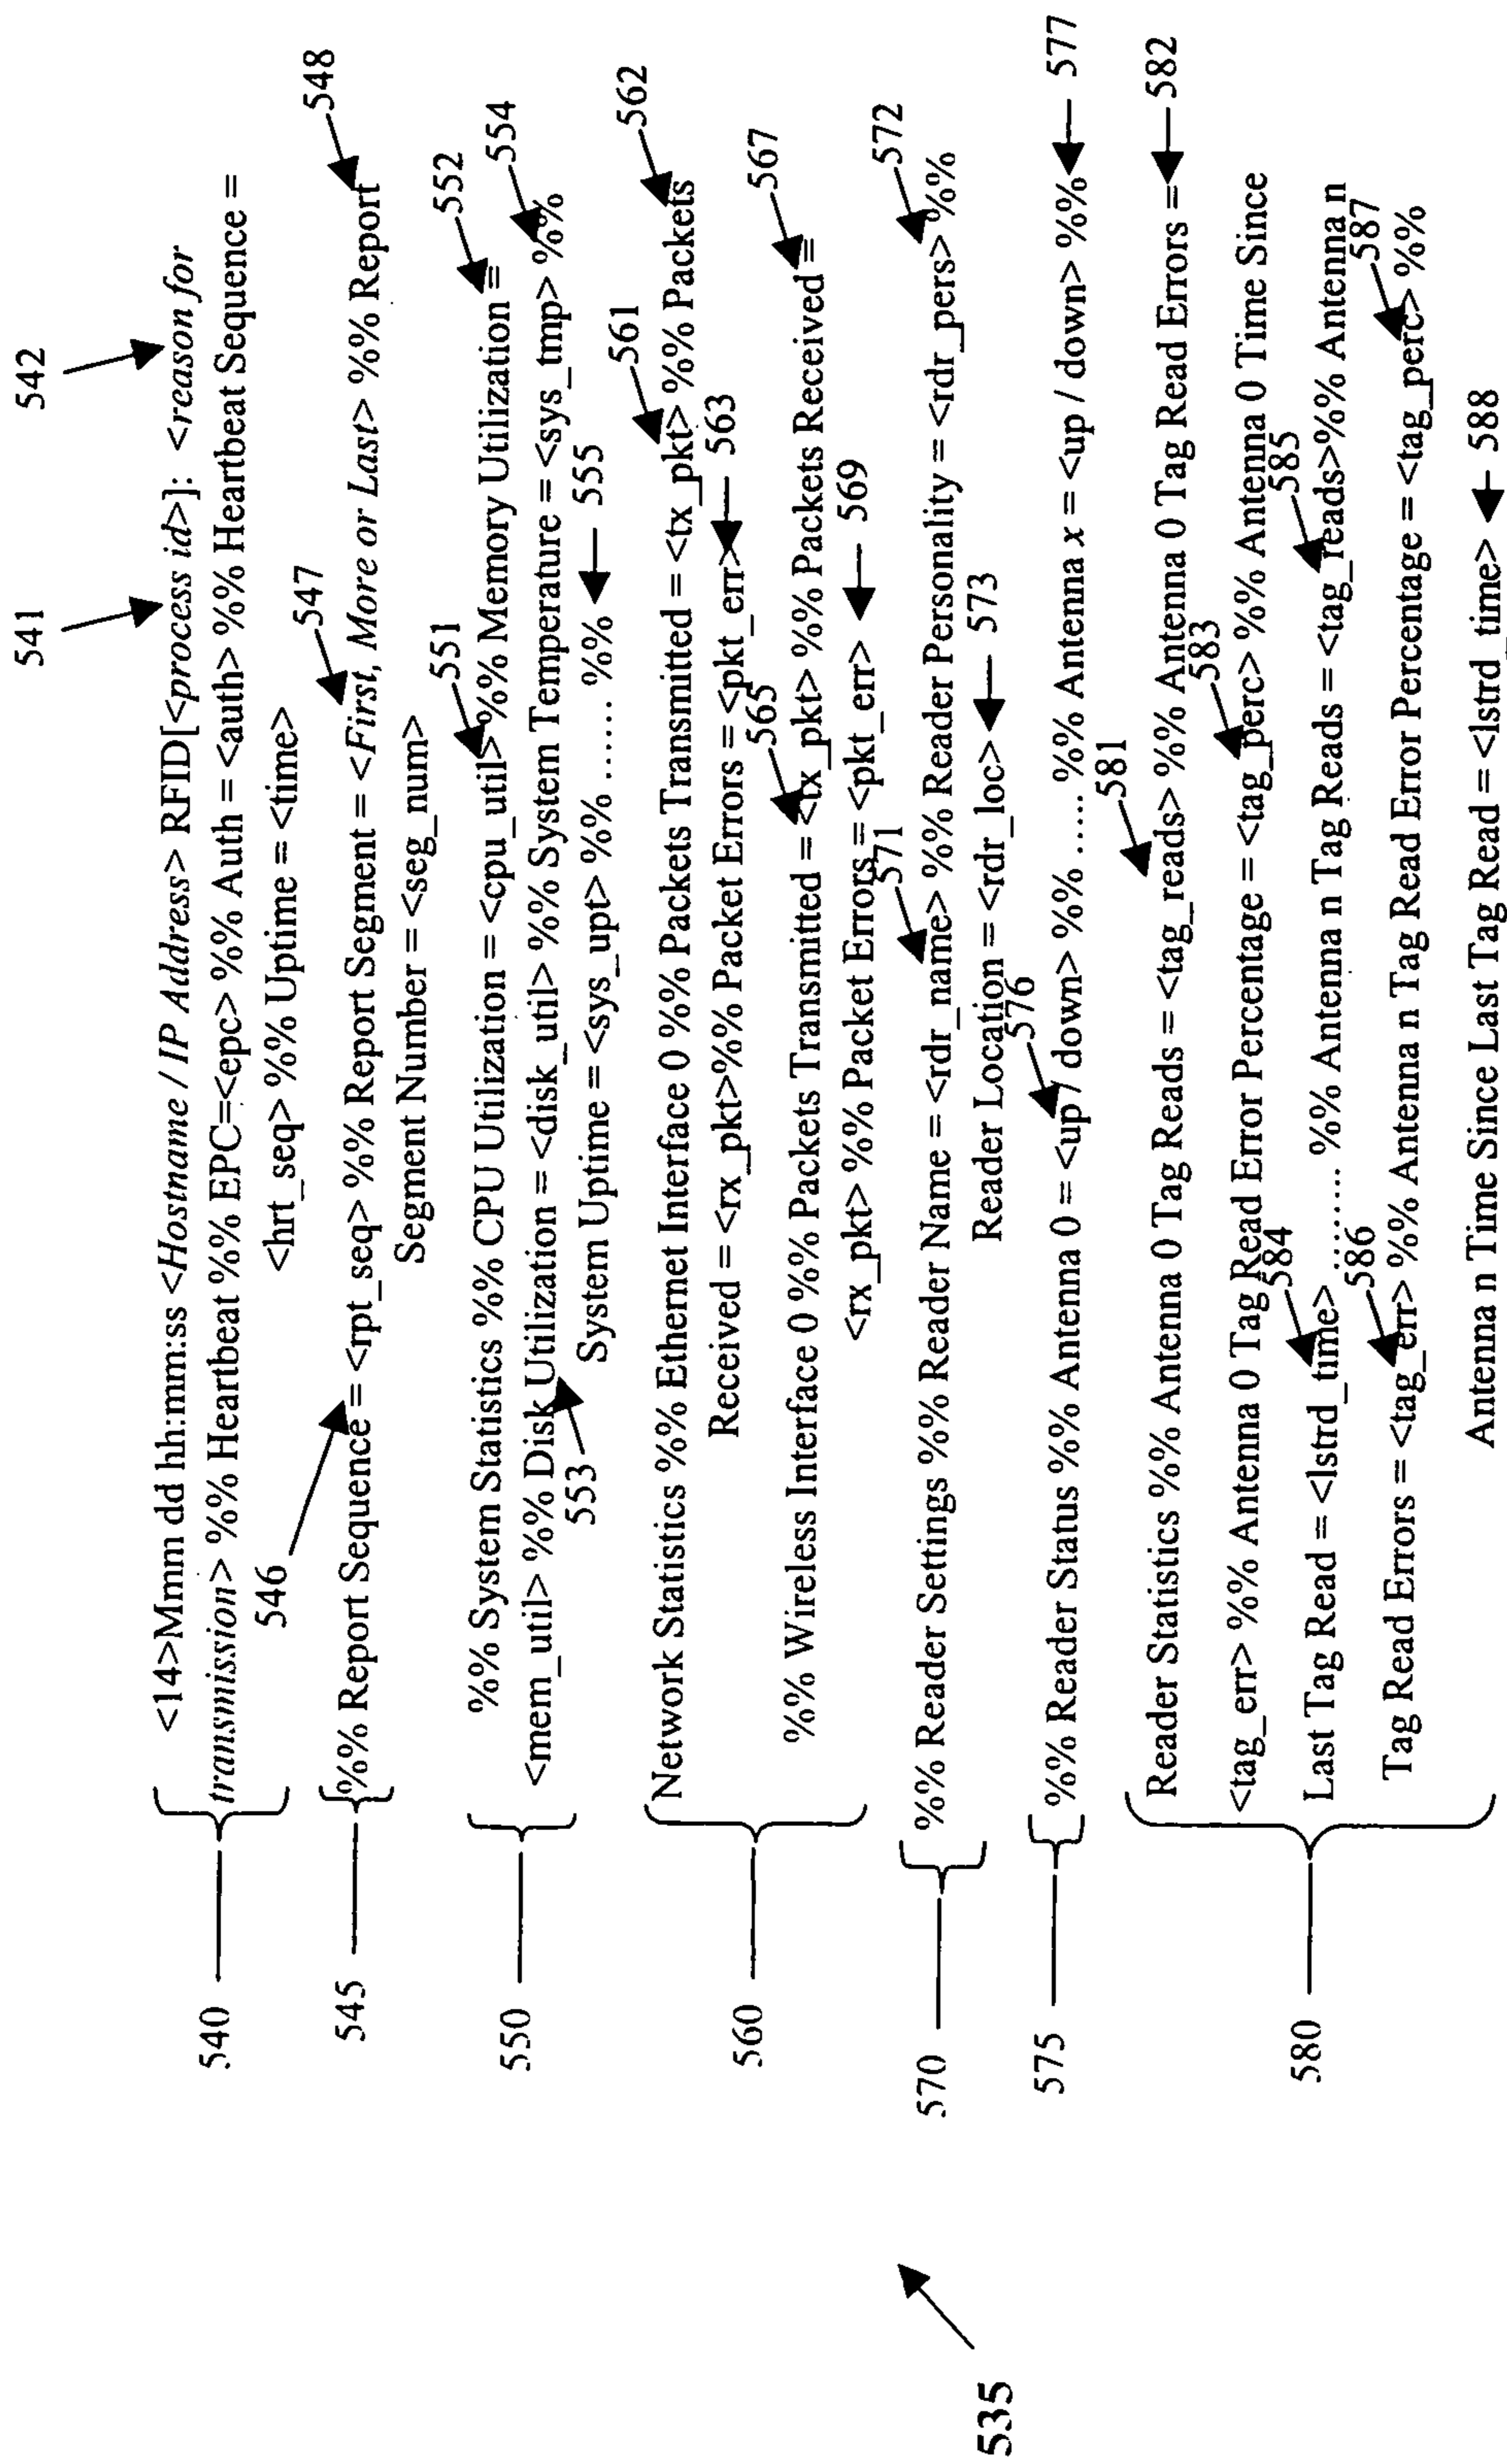 541
542
540
<14>Mmm dd hh:mm:ss <Hostname / IP Address> RFID[<process id>]: <reason for
transmission> %% Heartbeat %% EPC=<epc> %% Auth = <auth> %% Heartbeat Sequence =
<hrt_seq> %% Uptime = <time>
546
547
548
545
%% Report Sequence = <rpt_seq> %% Report Segment = <First, More or Last> %% Report
Segment Number = <seg_num>
551
552
550
%% System Statistics %% CPU Utilization = <cpu_util> %% Memory Utilization =
554
<mem_util> %% Disk Utilization = <disk_util> %% System Temperature = <sys_tmp> %%
553
System Uptime = <sys_upt> %% ....... %%
555
561
562
560
Network Statistics %% Ethernet Interface 0 %% Packets Transmitted = <tx_pkt> %% Packets
Received = <rx_pkt>%% Packet Errors = <pkt_err>
563
565
567
%% Wireless Interface 0 %% Packets Transmitted = <tx_pkt> %% Packets Received =
<rx_pkt> %% Packet Errors = <pkt_err>
569
571
572
570
%% Reader Settings %% Reader Name = <rdr_name> %% Reader Personality = <rdr_pers> %%
Reader Location = <rdr_loc>
573
576
575
%% Reader Status %% Antenna 0 = <up / down> %% ..... %% Antenna x = <up / down> %%
577
581
580
Reader Statistics %% Antenna 0 Tag Reads = <tag_reads> %% Antenna 0 Tag Read Errors =
582
583
<tag_err> %% Antenna 0 Tag Read Error Percentage = <tag_perc> %% Antenna 0 Time Since
584
585
Last Tag Read = <lstrd_time> ......... %% Antenna n Tag Reads = <tag_reads>%% Antenna n
586
587
Tag Read Errors = <tag_err> %% Antenna n Tag Read Error Percentage = <tag_perc> %%
Antenna n Time Since Last Tag Read = <lstrd_time>
588
535